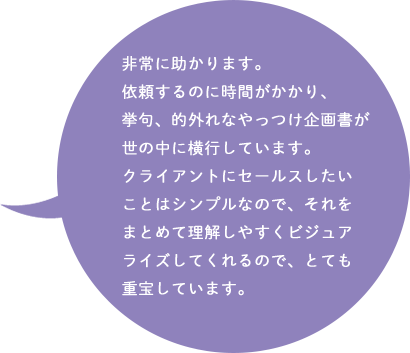 非常に助かります。
依頼するのに時間がかかり、
挙句、的外れなやっつけ企画書が
世の中に横行しています。
クライアントにセールスしたい
ことはシンプルなので、それを
まとめて理解しやすくビジュア
ライズしてくれるので、とても
重宝しています。